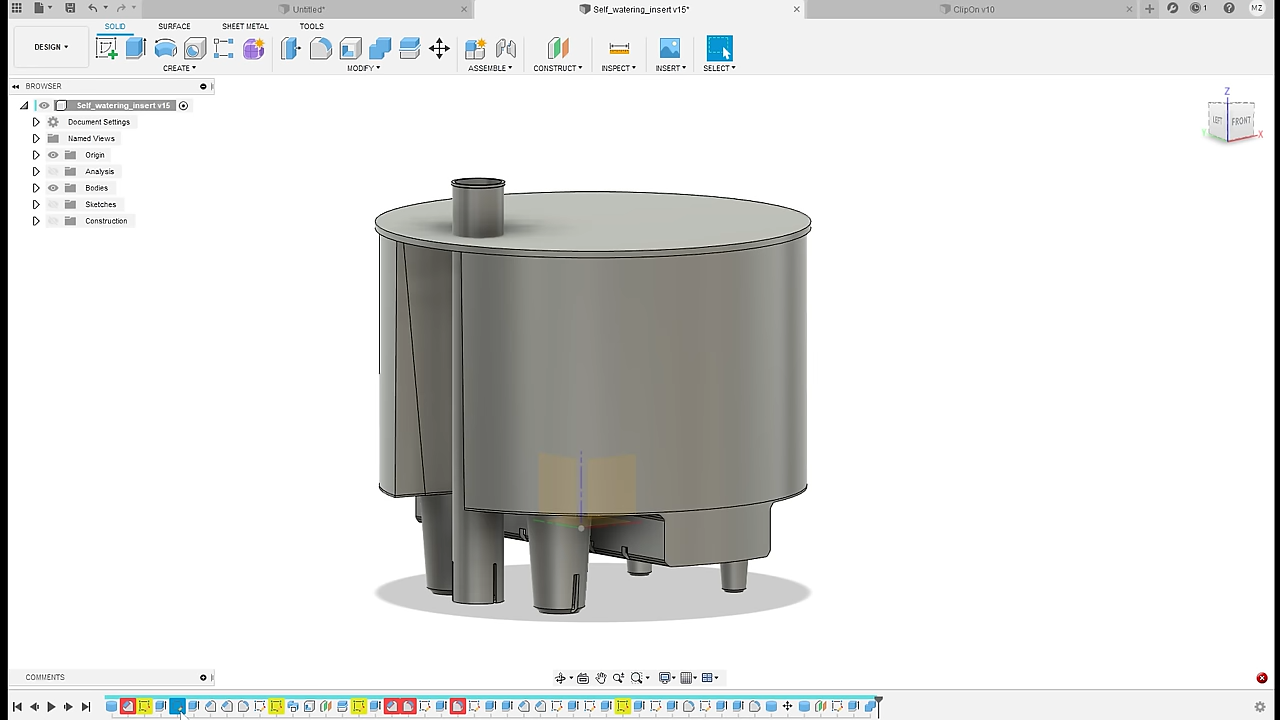 Untitled*
Self_watering_insert v15*
ClipOn v10
1
MZ
SOLID
SURFACE
SHEET METAL
TOOLS
DESIGN
CREATE
MODIFY
ASSEMBLE
CONSTRUCT
INSPECT
INSERT
SELECT
BROWSER
Self_watering_insert v15
Document Settings
Named Views
Origin
Analysis
Bodies
Sketches
Construction
Z
LEFT
FRONT
Y
X
COMMENTS